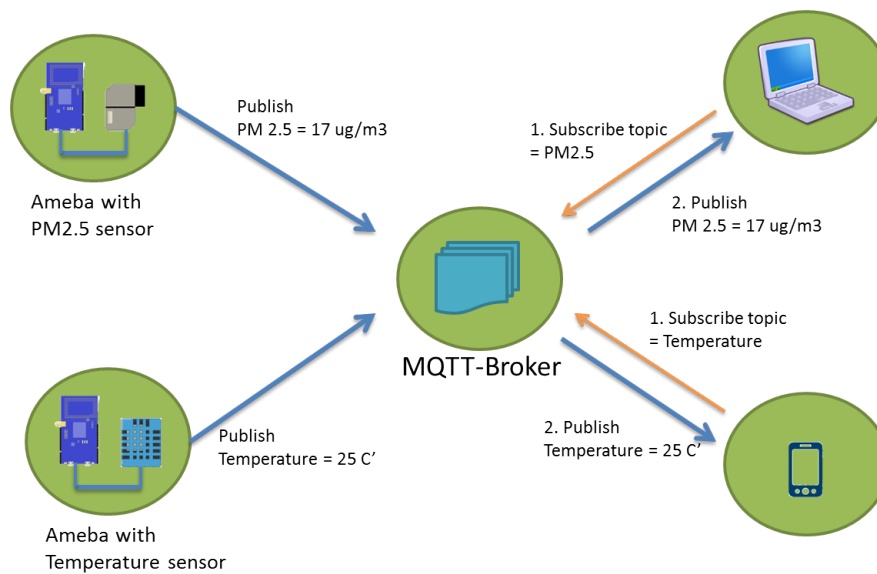 Publish
PM 2.5 = 17 ug/m3
Ameba with
PM2.5 sensor
1. Subscribe topic
= PM2.5
2. Publish
PM 2.5 = 17 ug/m3
MQTT-Broker
1. Subscribe topic
= Temperature
Publish
Temperature = 25 C’
2. Publish
Temperature = 25 C’
Ameba with
Temperature sensor